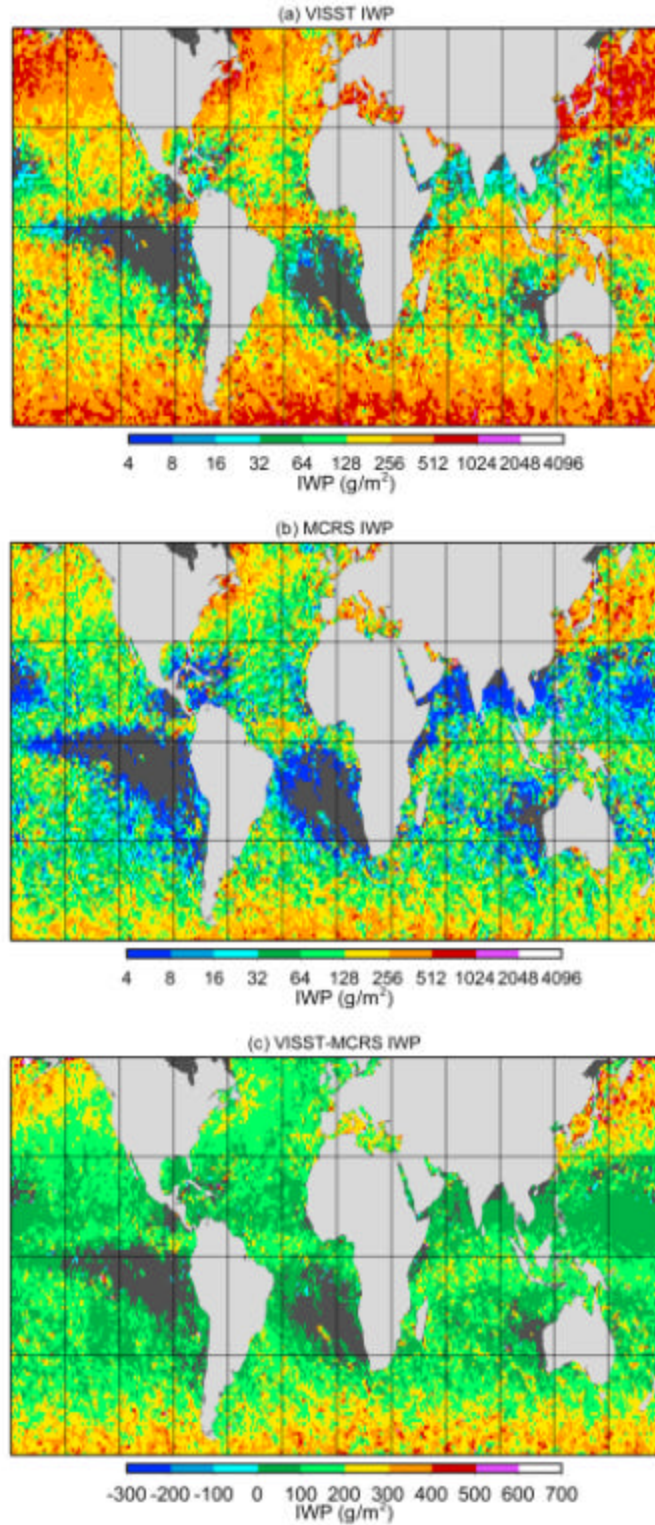 (a) VISST IWP
4 8 16 32 64 128 256 512 1024 2048 4096
IWP (g/m²)
(b) MCRS IWP
4 8 16 32 64 128 256 512 1024 2048 4096
IWP (g/m²)
(c) VISST-MCRS IWP
-300 -200 -100 0 100 200 300 400 500 600 700
IWP (g/m²)